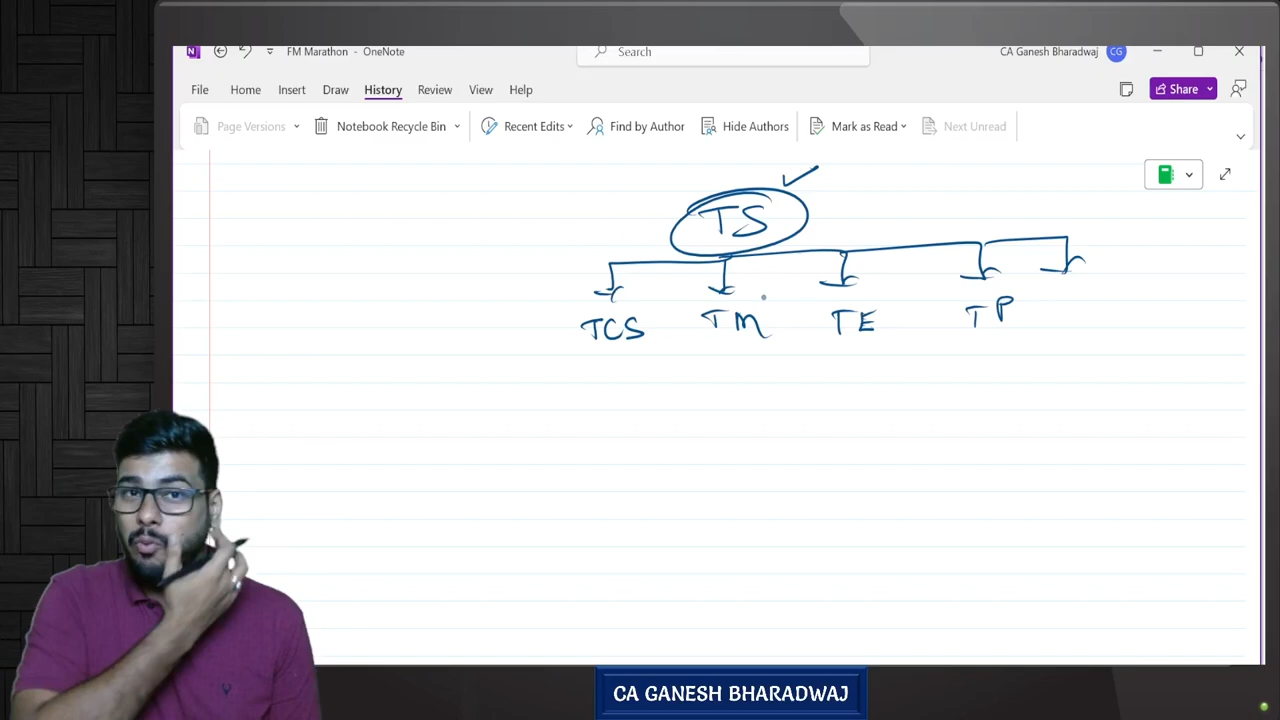 FM Marathon - OneNote
Search
CA Ganesh Bharadwaj CG
File Home Insert Draw History Review View Help
Share
Page Versions Notebook Recycle Bin Recent Edits Find by Author Hide Authors Mark as Read Next Unread
TS
TCS TM TE TP
CA GANESH BHARADWAJ